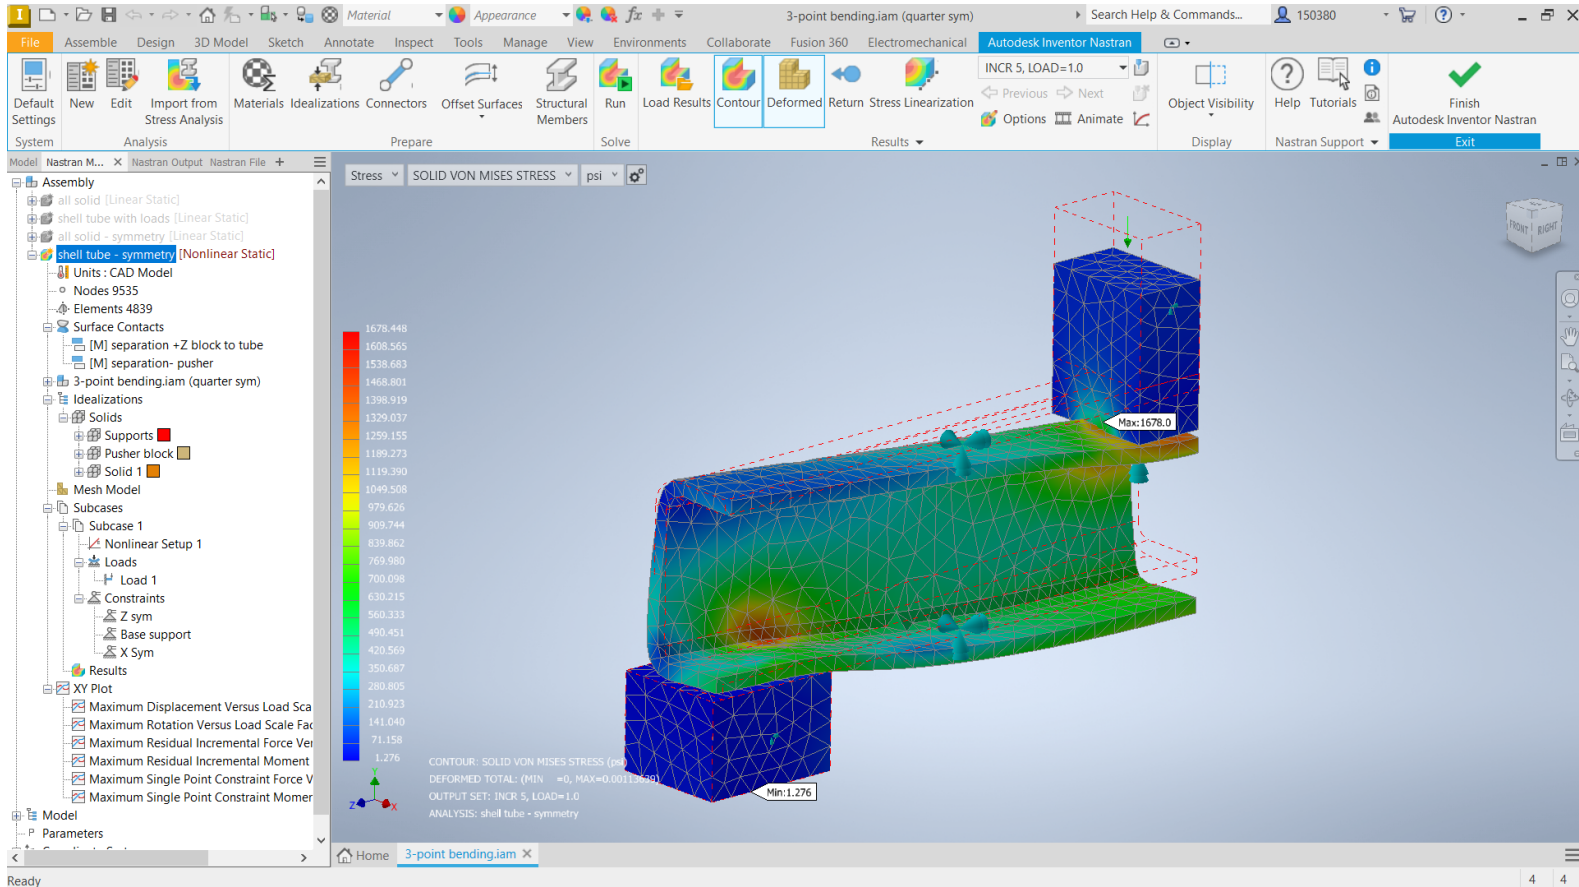 Material
Appearance
fx
3-point bending.iam (quarter sym)
Search Help & Commands...
150380
File Assemble Design 3D Model Sketch Annotate Inspect Tools Manage View Environments Collaborate Fusion 360 Electromechanical Autodesk Inventor Nastran
INCR 5, LOAD=1.0
Previous Next
Default Settings New Edit Import from Stress Analysis Materials Idealizations Connectors Offset Surfaces Structural Members Run Load Results Contour Deformed Return Stress Linearization
Options Animate
Object Visibility Help Tutorials Finish Autodesk Inventor Nastran
System Analysis Prepare Solve Results Display Nastran Support Exit
Model Nastran M... Nastran Output Nastran File
Assembly
all solid [Linear Static]
shell tube with loads [Linear Static]
all solid - symmetry [Linear Static]
shell tube - symmetry [Nonlinear Static]
Units : CAD Model
Nodes 9535
Elements 4839
Surface Contacts
[M] separation +Z block to tube
[M] separation- pusher
3-point bending.iam (quarter sym)
Idealizations
Solids
Supports
Pusher block
Solid 1
Mesh Model
Subcases
Subcase 1
Nonlinear Setup 1
Loads
Load 1
Constraints
Z sym
Base support
X Sym
Results
XY Plot
Maximum Displacement Versus Load Sca
Maximum Rotation Versus Load Scale Fac
Maximum Residual Incremental Force Ver
Maximum Residual Incremental Moment
Maximum Single Point Constraint Force V
Maximum Single Point Constraint Momer
Model
Parameters
Stress SOLID VON MISES STRESS psi
FRONT RIGHT
1678.448
1608.565
1538.683
1468.801
1398.919
1329.037
1259.155
1189.273
1119.390
1049.508
979.626
909.744
839.862
769.980
700.098
630.215
560.333
490.451
420.569
350.687
280.805
210.923
141.040
71.158
1.276
Max:1678.0
Min:1.276
CONTOUR: SOLID VON MISES STRESS (psi)
DEFORMED TOTAL: (MIN =0, MAX=0.00113639)
OUTPUT SET: INCR 5, LOAD=1.0
ANALYSIS: shell tube - symmetry
Y
Z X
Home 3-point bending.iam
Ready
4 4